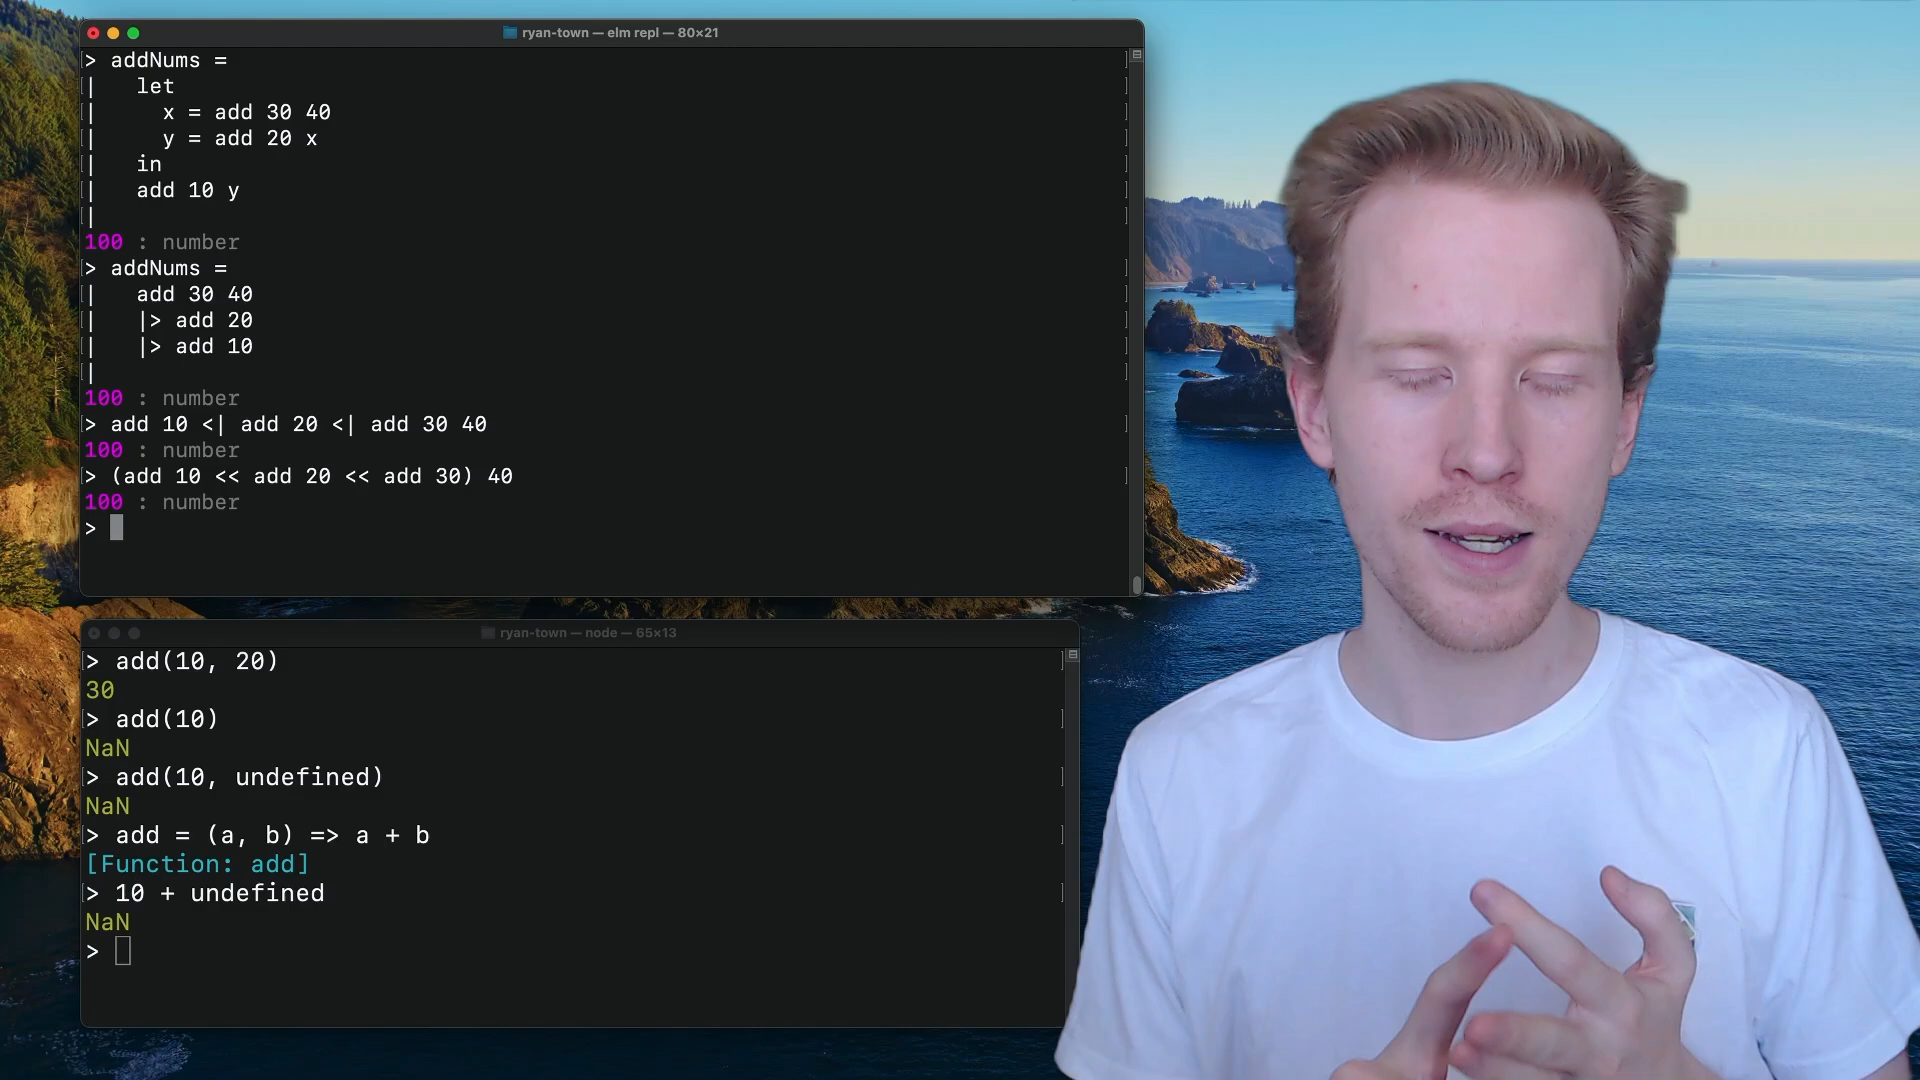 ryan-town — elm repl — 80×21
> addNums =
|   let
|     x = add 30 40
|     y = add 20 x
|   in
|   add 10 y
|
100 : number
> addNums =
|   add 30 40
|   |> add 20
|   |> add 10
|
100 : number
> add 10 <| add 20 <| add 30 40
100 : number
> (add 10 << add 20 << add 30) 40
100 : number
>
ryan-town — node — 65×13
> add(10, 20)
30
> add(10)
NaN
> add(10, undefined)
NaN
> add = (a, b) => a + b
[Function: add]
> 10 + undefined
NaN
>